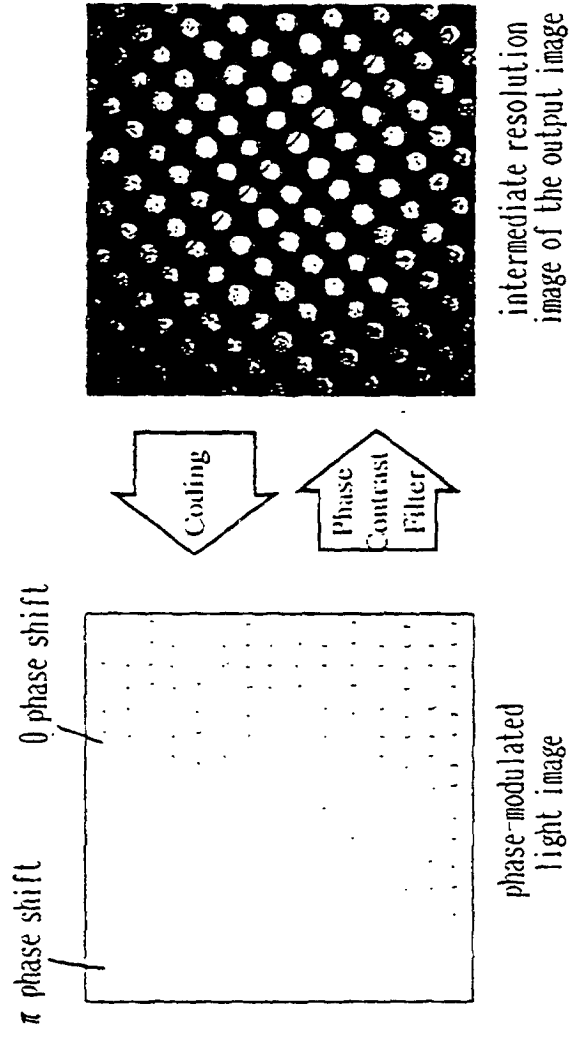 π phase shift
0 phase shift
phase-modulated
light image
Coding
Phase
Contrast
Filter
intermediate resolution
image of the output image